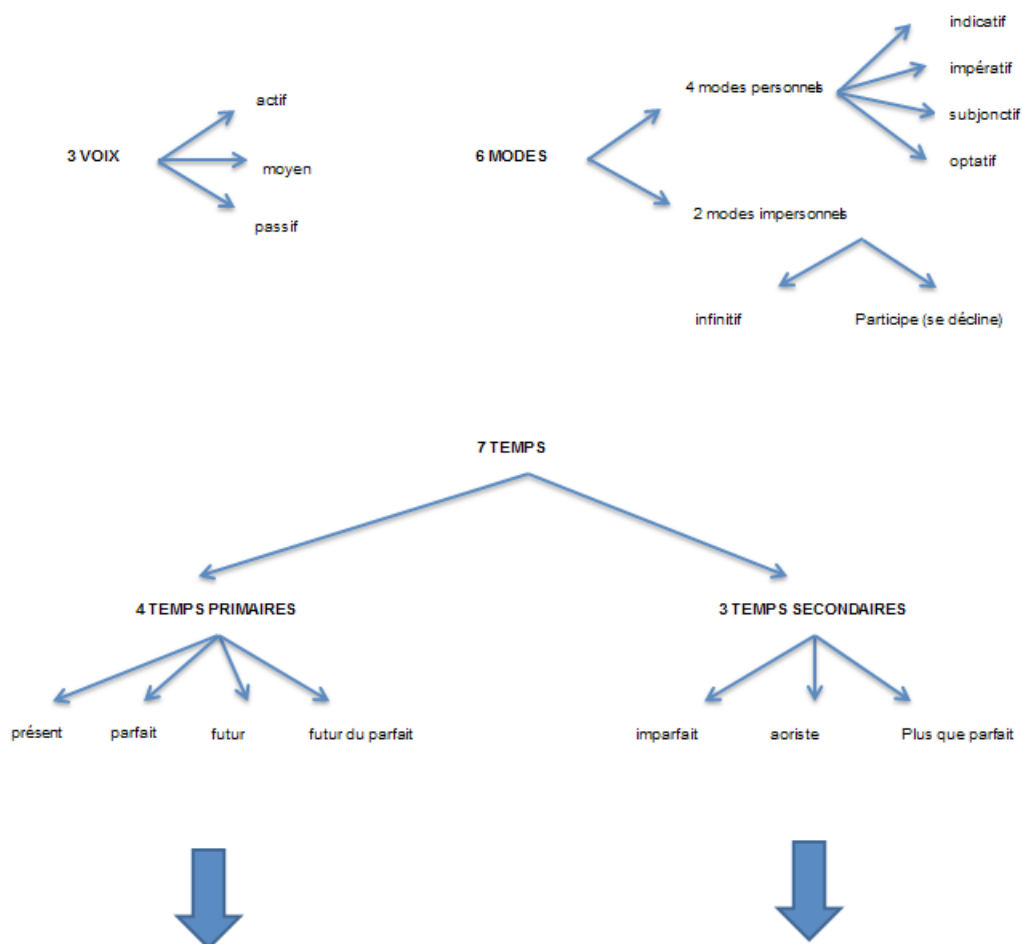 3 VOIX
actif
moyen
passif
6 MODES
4 modes personnels
indicatif
impératif
subjonctif
optatif
2 modes impersonnels
infinitif
Participe (se décline)
7 TEMPS
4 TEMPS PRIMAIRES
présent
parfait
futur
futur du parfait
3 TEMPS SECONDAIRES
imparfait
aoriste
Plus que parfait